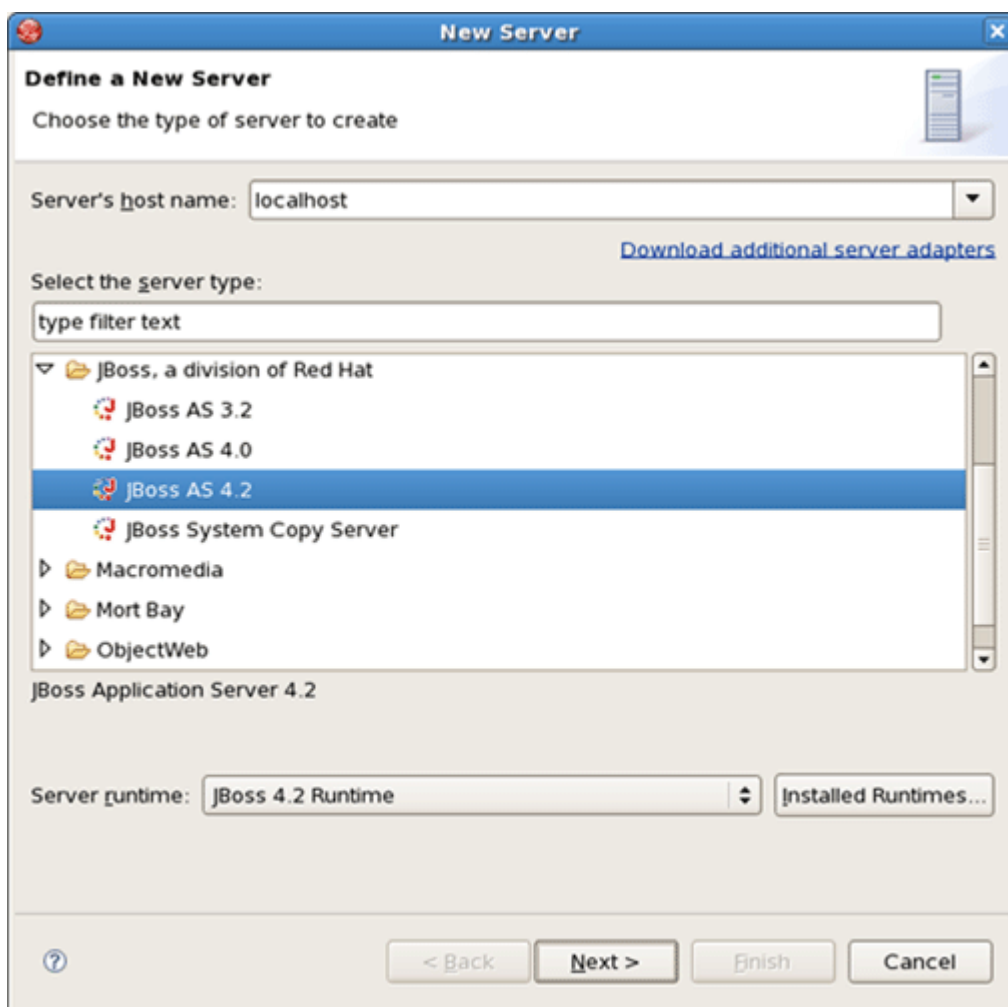 New Server
Define a New Server
Choose the type of server to create
Server's host name: localhost
Download additional server adapters
Select the server type:
type filter text
JBoss, a division of Red Hat
JBoss AS 3.2
JBoss AS 4.0
JBoss AS 4.2
JBoss System Copy Server
Macromedia
Mort Bay
ObjectWeb
JBoss Application Server 4.2
Server runtime: JBoss 4.2 Runtime Installed Runtimes...
? < Back Next > Finish Cancel